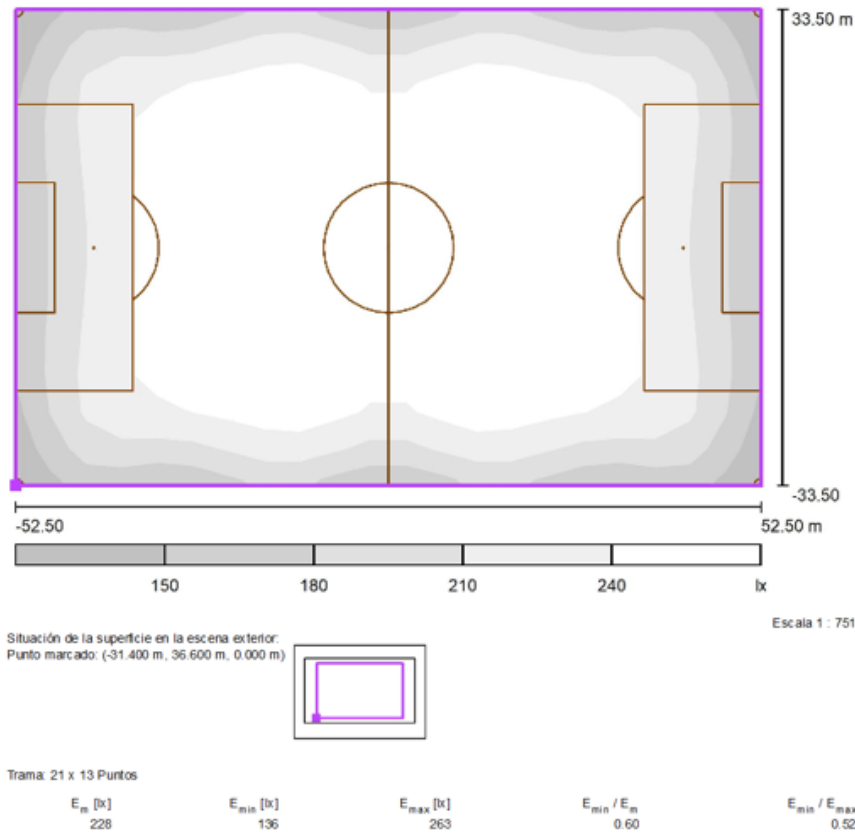 33.50 m
-33.50
-52.50 52.50 m
150 180 210 240 lx
Escala 1 : 751
Situación de la superficie en la escena exterior:
Punto marcado: (-31.400 m, 36.600 m, 0.000 m)
Trama: 21 x 13 Puntos
Em [lx] Emin [lx] Emax [lx] Emin / Em Emin / Emax
228 136 263 0.60 0.52